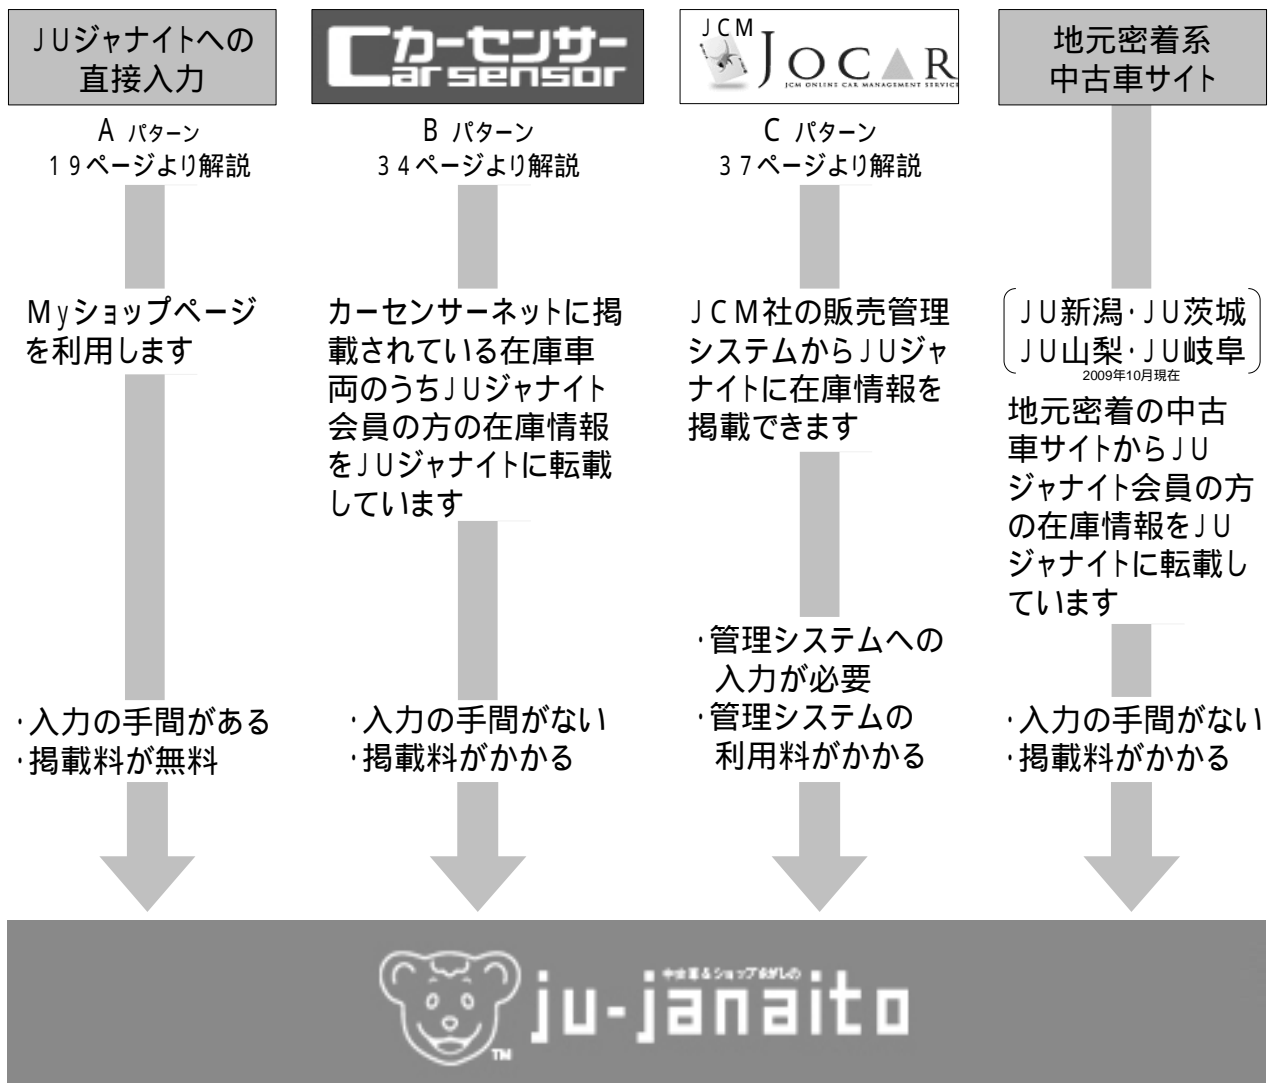 JUジャナイトへの
直接入力
A パターン
19ページより解説
Myショップページ
を利用します
・入力の手間がある
・掲載料が無料
カーセンサー
Car sensor
B パターン
34ページより解説
カーセンサーネットに掲
載されている在庫車
両のうちJUジャナイト
会員の方の在庫情報
をJUジャナイトに転載
しています
・入力の手間がない
・掲載料がかかる
JCM
JOCAR
JCM ONLINE CAR MANAGEMENT SERVICE
C パターン
37ページより解説
JCM社の販売管理
システムからJUジャ
ナイトに在庫情報を
掲載できます
・管理システムへの
入力が必要
・管理システムの
利用料がかかる
地元密着系
中古車サイト
JU新潟・JU茨城
JU山梨・JU岐阜
2009年10月現在
地元密着の中古
車サイトからJU
ジャナイト会員の方
の在庫情報をJU
ジャナイトに転載し
ています
・入力の手間がない
・掲載料がかかる
中古車&ショップさがしの
ju-janaito
TM